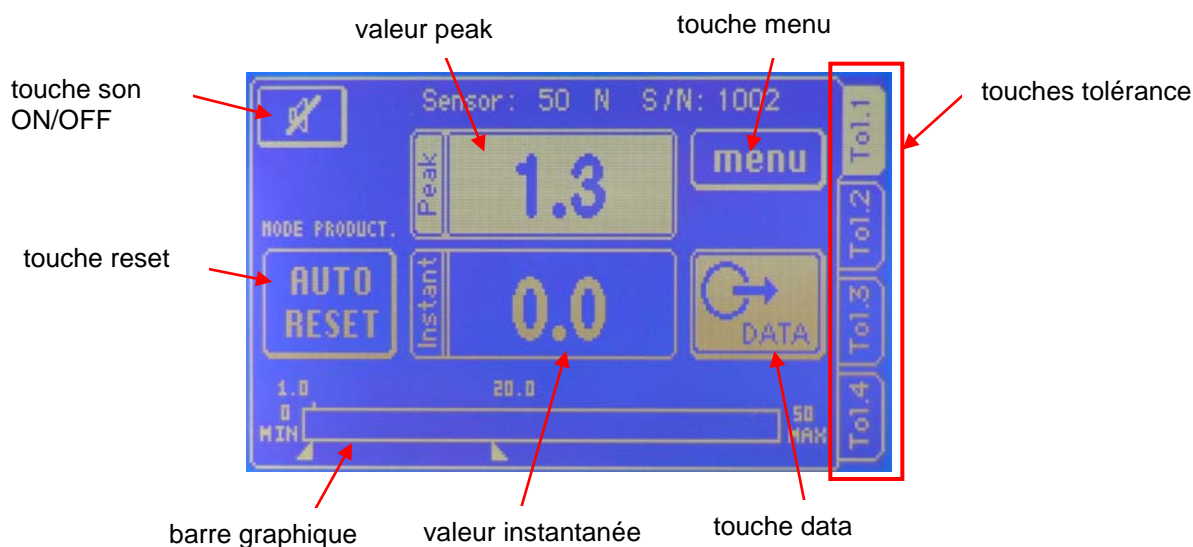 valeur peak
touche menu
touche son
ON/OFF
touches tolérance
Sensor: 50 N S/N: 1002
Tol.1
Peak
1.3
menu
Tol.2
MODE PRODUCT.
touche reset
AUTO
RESET
Instant
0.0
DATA
Tol.3
1.0
20.0
0
MIN
50
MAX
Tol.4
barre graphique
valeur instantanée
touche data